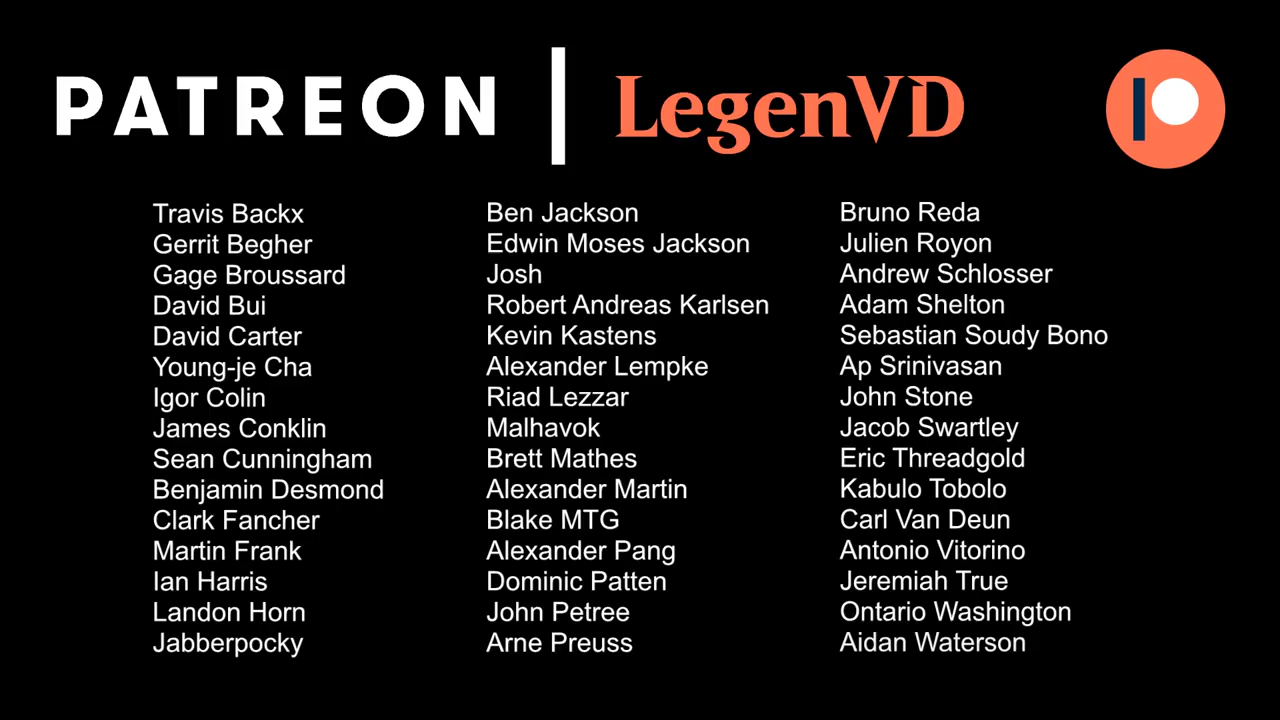 PATREON | LegenVD
Travis Backx
Gerrit Begher
Gage Broussard
David Bui
David Carter
Young-je Cha
Igor Colin
James Conklin
Sean Cunningham
Benjamin Desmond
Clark Fancher
Martin Frank
Ian Harris
Landon Horn
Jabberpocky
Ben Jackson
Edwin Moses Jackson
Josh
Robert Andreas Karlsen
Kevin Kastens
Alexander Lempke
Riad Lezzar
Malhavok
Brett Mathes
Alexander Martin
Blake MTG
Alexander Pang
Dominic Patten
John Petree
Arne Preuss
Bruno Reda
Julien Royon
Andrew Schlosser
Adam Shelton
Sebastian Soudy Bono
Ap Srinivasan
John Stone
Jacob Swartley
Eric Threadgold
Kabulo Tobolo
Carl Van Deun
Antonio Vitorino
Jeremiah True
Ontario Washington
Aidan Waterson